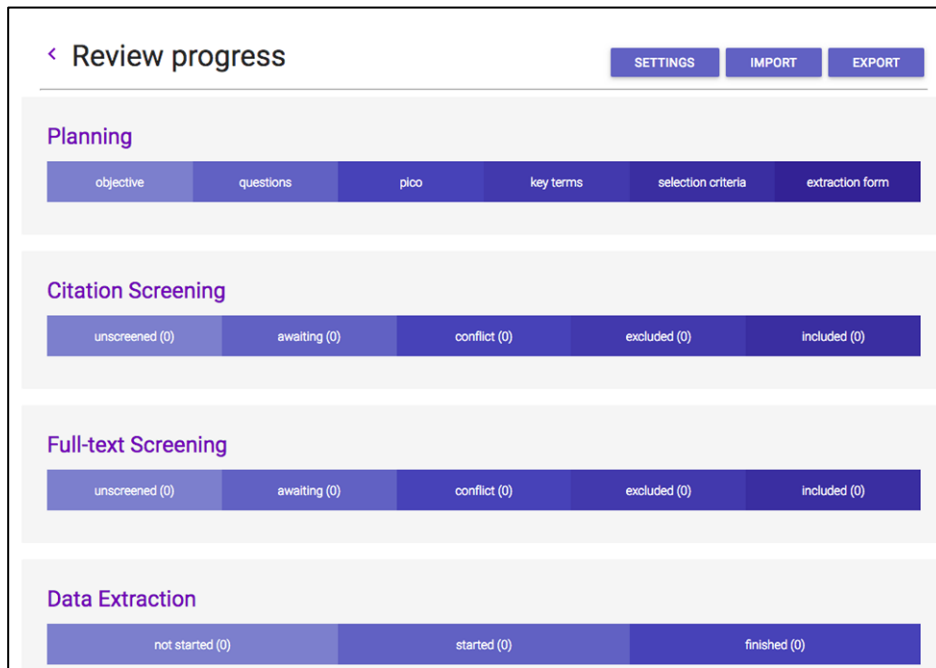 Review progress
SETTINGS IMPORT EXPORT
Planning
objective questions pico key terms selection criteria extraction form
Citation Screening
unscreened (0) awaiting (0) conflict (0) excluded (0) included (0)
Full-text Screening
unscreened (0) awaiting (0) conflict (0) excluded (0) included (0)
Data Extraction
not started (0) started (0) finished (0)